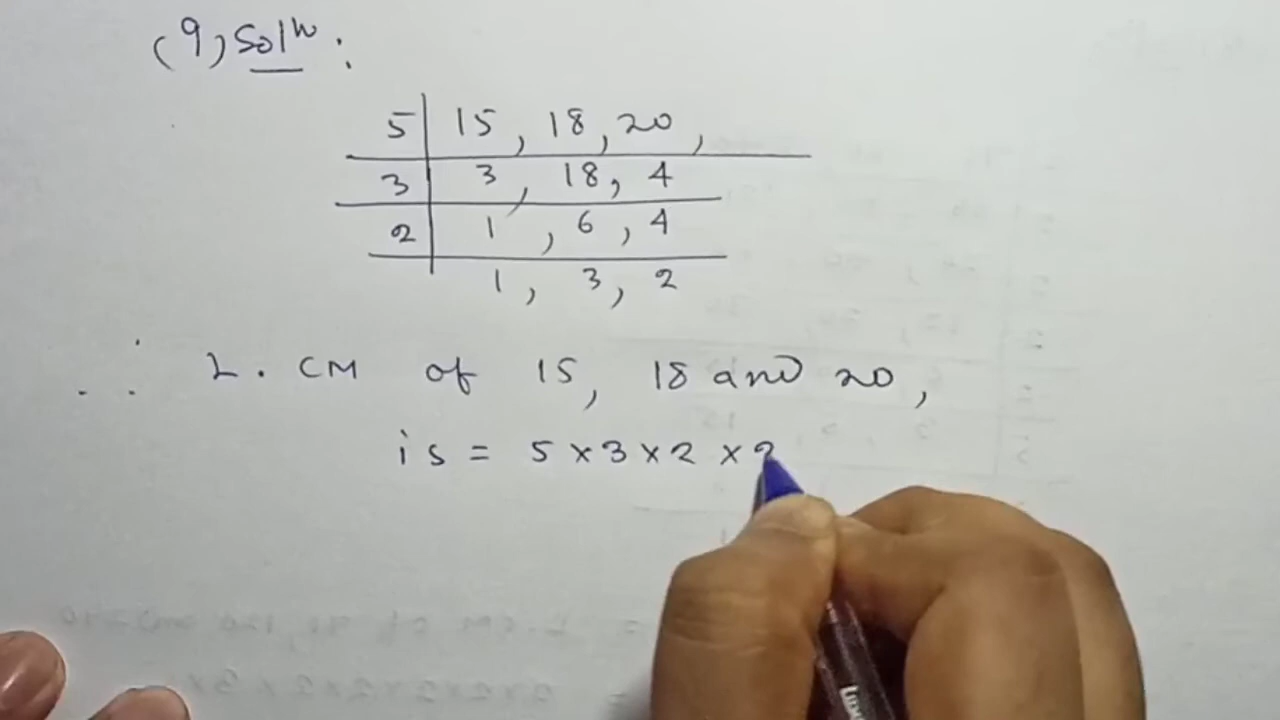 (9) Soln :
5 | 15 , 18 , 20 ,
3 | 3 , 18 , 4
2 | 1 , 6 , 4
1 , 3 , 2
∴ L. CM of 15, 18 and 20,
is = 5 × 3 × 2 ×